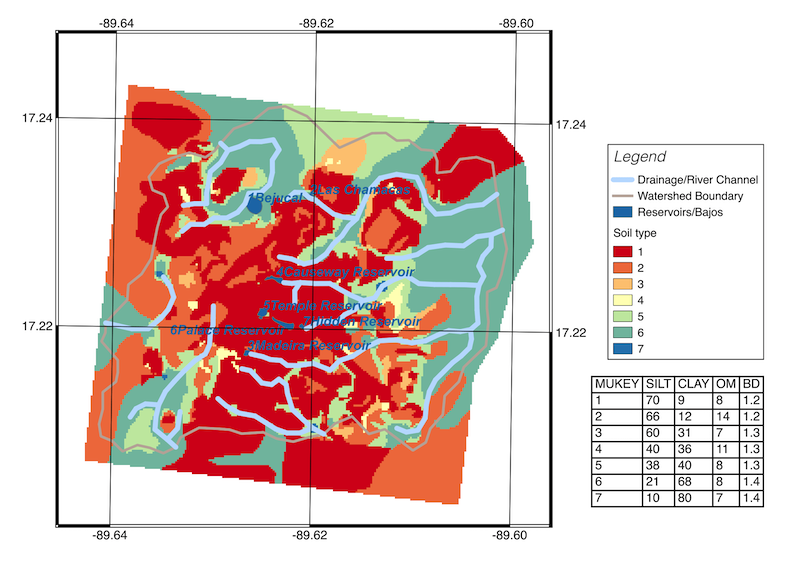 -89.64 -89.62 -89.60
17.24 17.24
2Las Chamacas
1Bejucal
4Causeway Reservoir
5Temple Reservoir
7Hidden Reservoir
6Palace Reservoir
3Madeira Reservoir
17.22 17.22
-89.64 -89.62 -89.60
Legend
Drainage/River Channel
Watershed Boundary
Reservoirs/Bajos
Soil type
1
2
3
4
5
6
7
MUKEY SILT CLAY OM BD
1 70 9 8 1.2
2 66 12 14 1.2
3 60 31 7 1.3
4 40 36 11 1.3
5 38 40 8 1.3
6 21 68 8 1.4
7 10 80 7 1.4